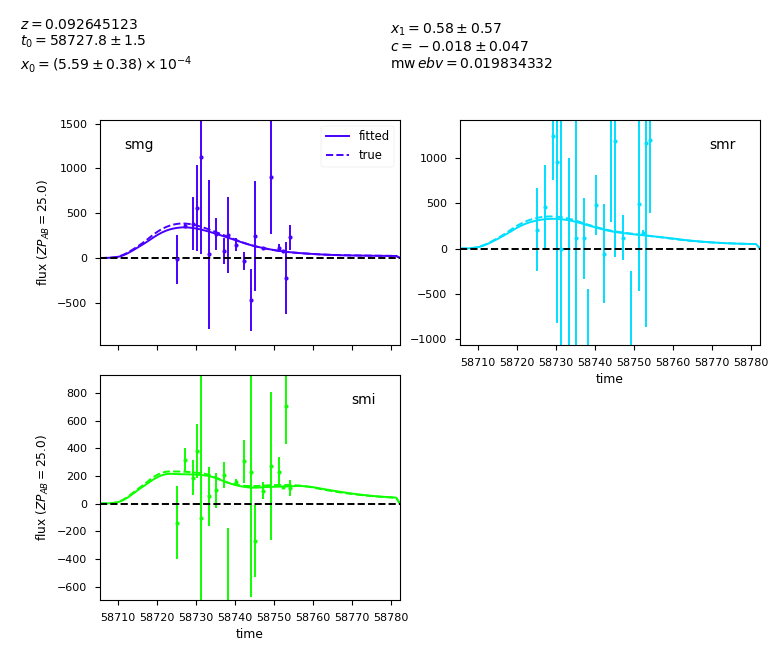 z = 0.092645123
t₀ = 58727.8 ± 1.5
x₀ = (5.59 ± 0.38) × 10⁻⁴
x₁ = 0.58 ± 0.57
c = −0.018 ± 0.047
mw ebv = 0.019834332
smg
fitted
true
1500
1000
500
0
−500
flux (ZP_AB = 25.0)
smr
1000
500
0
−500
−1000
58710 58720 58730 58740 58750 58760 58770 58780
time
smi
800
600
400
200
0
−200
−400
−600
flux (ZP_AB = 25.0)
58710 58720 58730 58740 58750 58760 58770 58780
time